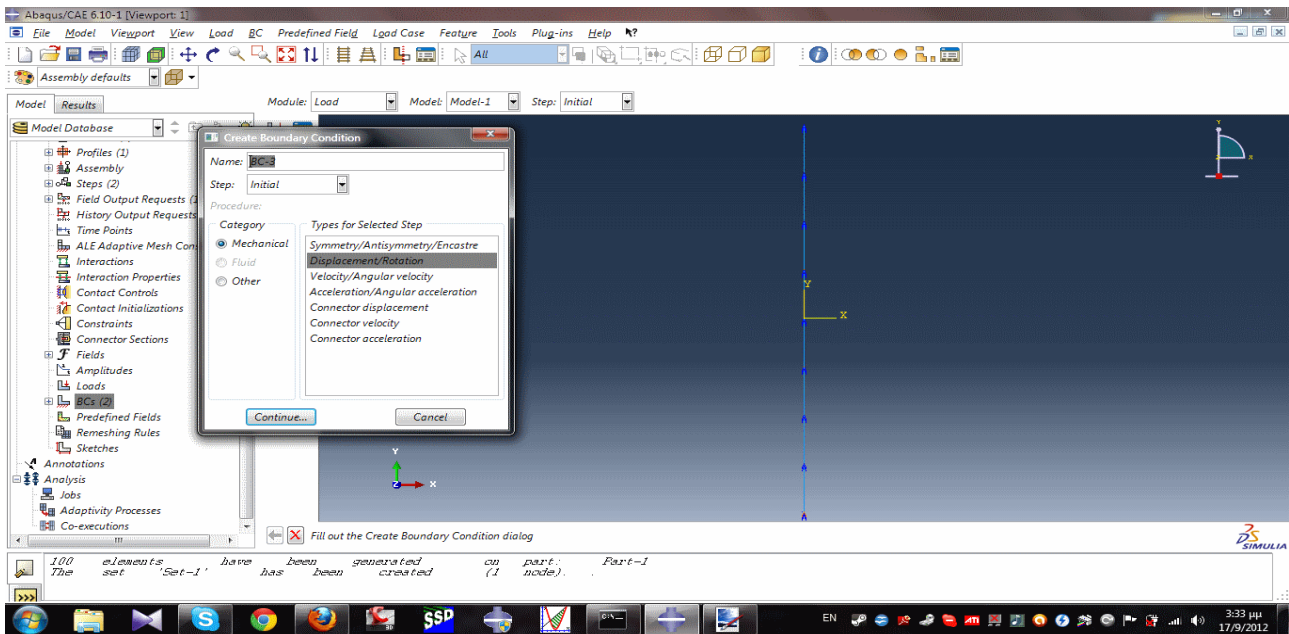 Abaqus/CAE 6.10-1 [Viewport: 1]
File Model Viewport View Load BC Predefined Field Load Case Feature Tools Plug-ins Help
All
Assembly defaults
Model Results
Module: Load Model: Model-1 Step: Initial
Model Database
Profiles (1)
Assembly
Steps (2)
Field Output Requests (1
History Output Requests
Time Points
ALE Adaptive Mesh Con
Interactions
Interaction Properties
Contact Controls
Contact Initializations
Constraints
Connector Sections
Fields
Amplitudes
Loads
BCs (2)
Predefined Fields
Remeshing Rules
Sketches
Annotations
Analysis
Jobs
Adaptivity Processes
Co-executions
Create Boundary Condition
Name: BC-3
Step: Initial
Procedure:
Category
Mechanical
Fluid
Other
Types for Selected Step
Symmetry/Antisymmetry/Encastre
Displacement/Rotation
Velocity/Angular velocity
Acceleration/Angular acceleration
Connector displacement
Connector velocity
Connector acceleration
Continue... Cancel
Y
X
Y
X
Z
Y
X
Fill out the Create Boundary Condition dialog
SIMULIA
100 elements have been generated on part: Part-1
The set 'Set-1' has been created (1 node).
>>>
SSP
EN
ATI
3:33 μμ
17/9/2012